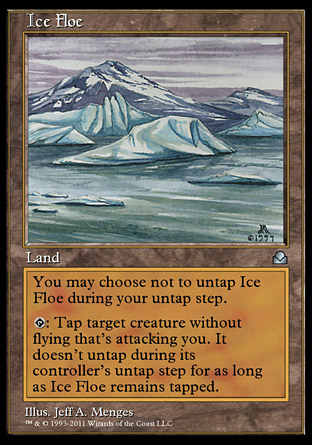 Ice Floe
©1997
Land
You may choose not to untap Ice
Floe during your untap step.
: Tap target creature without
flying that's attacking you. It
doesn't untap during its
controller's untap step for as long
as Ice Floe remains tapped.
Illus. Jeff A. Menges
™ & © 1993-2011 Wizards of the Coast LLC